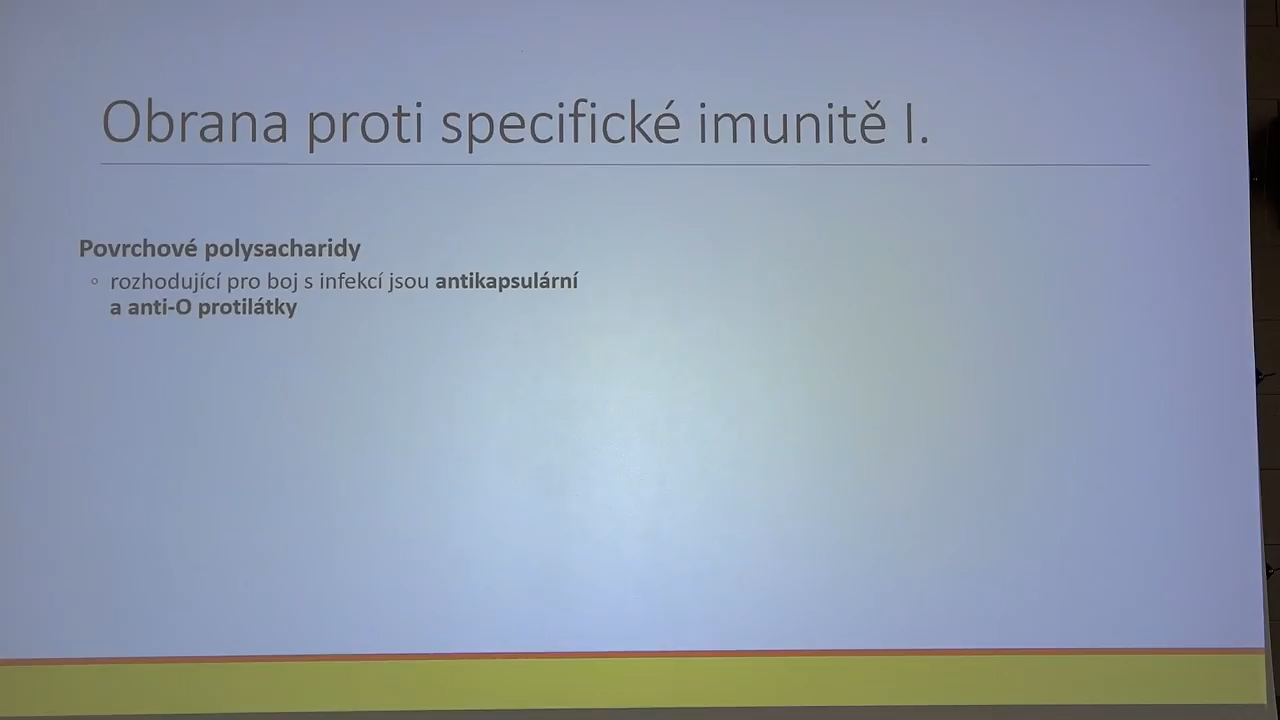 Obrana proti specifické imunitě I.
Povrchové polysacharidy
◦ rozhodující pro boj s infekcí jsou antikapsulární
a anti-O protilátky